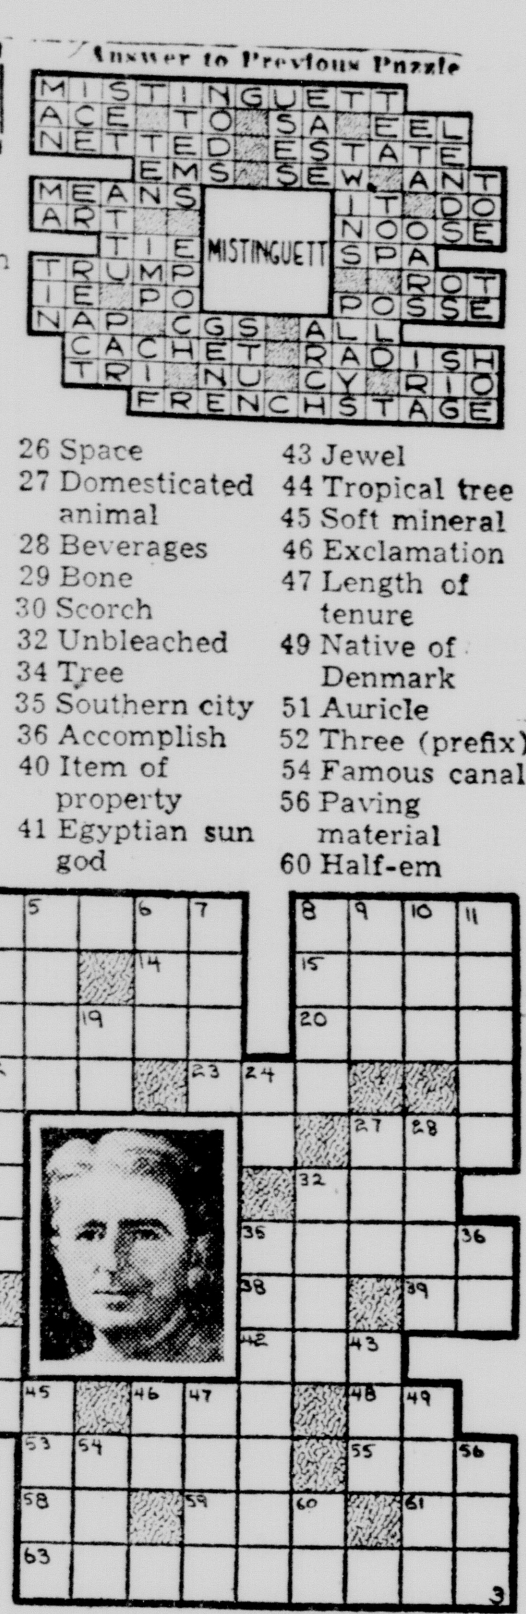 Answer to Previous Puzzle
MISTINGUETT
ACE TO SA EEL
NETTED ESTATE
EMS SEW ANT
MEANS IT DO
ART NOOSE
TIE MISTINGUETT SPA
TRUMP ROT
IE PO POSSE
NAP CGS ALL
CACHET RADISH
TRI NU CY RIO
FRENCHSTAGE
26 Space
27 Domesticated
animal
28 Beverages
29 Bone
30 Scorch
32 Unbleached
34 Tree
35 Southern city
36 Accomplish
40 Item of
property
41 Egyptian sun
god
43 Jewel
44 Tropical tree
45 Soft mineral
46 Exclamation
47 Length of
tenure
49 Native of
Denmark
51 Auricle
52 Three (prefix)
54 Famous canal
56 Paving
material
60 Half-em
5 6 7 8 9 10 11
14 15
19 20
23 24
27 28
32
35 36
38 39
42 43
45 46 47 48 49
53 54 55 56
58 59 60 61
63
3